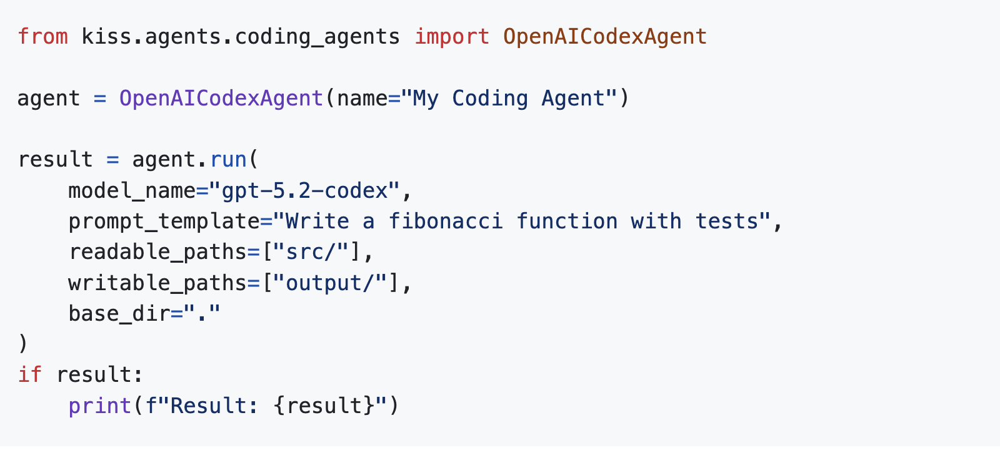 from kiss.agents.coding_agents import OpenAICodexAgent

agent = OpenAICodexAgent(name="My Coding Agent")

result = agent.run(
    model_name="gpt-5.2-codex",
    prompt_template="Write a fibonacci function with tests",
    readable_paths=["src/"],
    writable_paths=["output/"],
    base_dir="."
)
if result:
    print(f"Result: {result}")